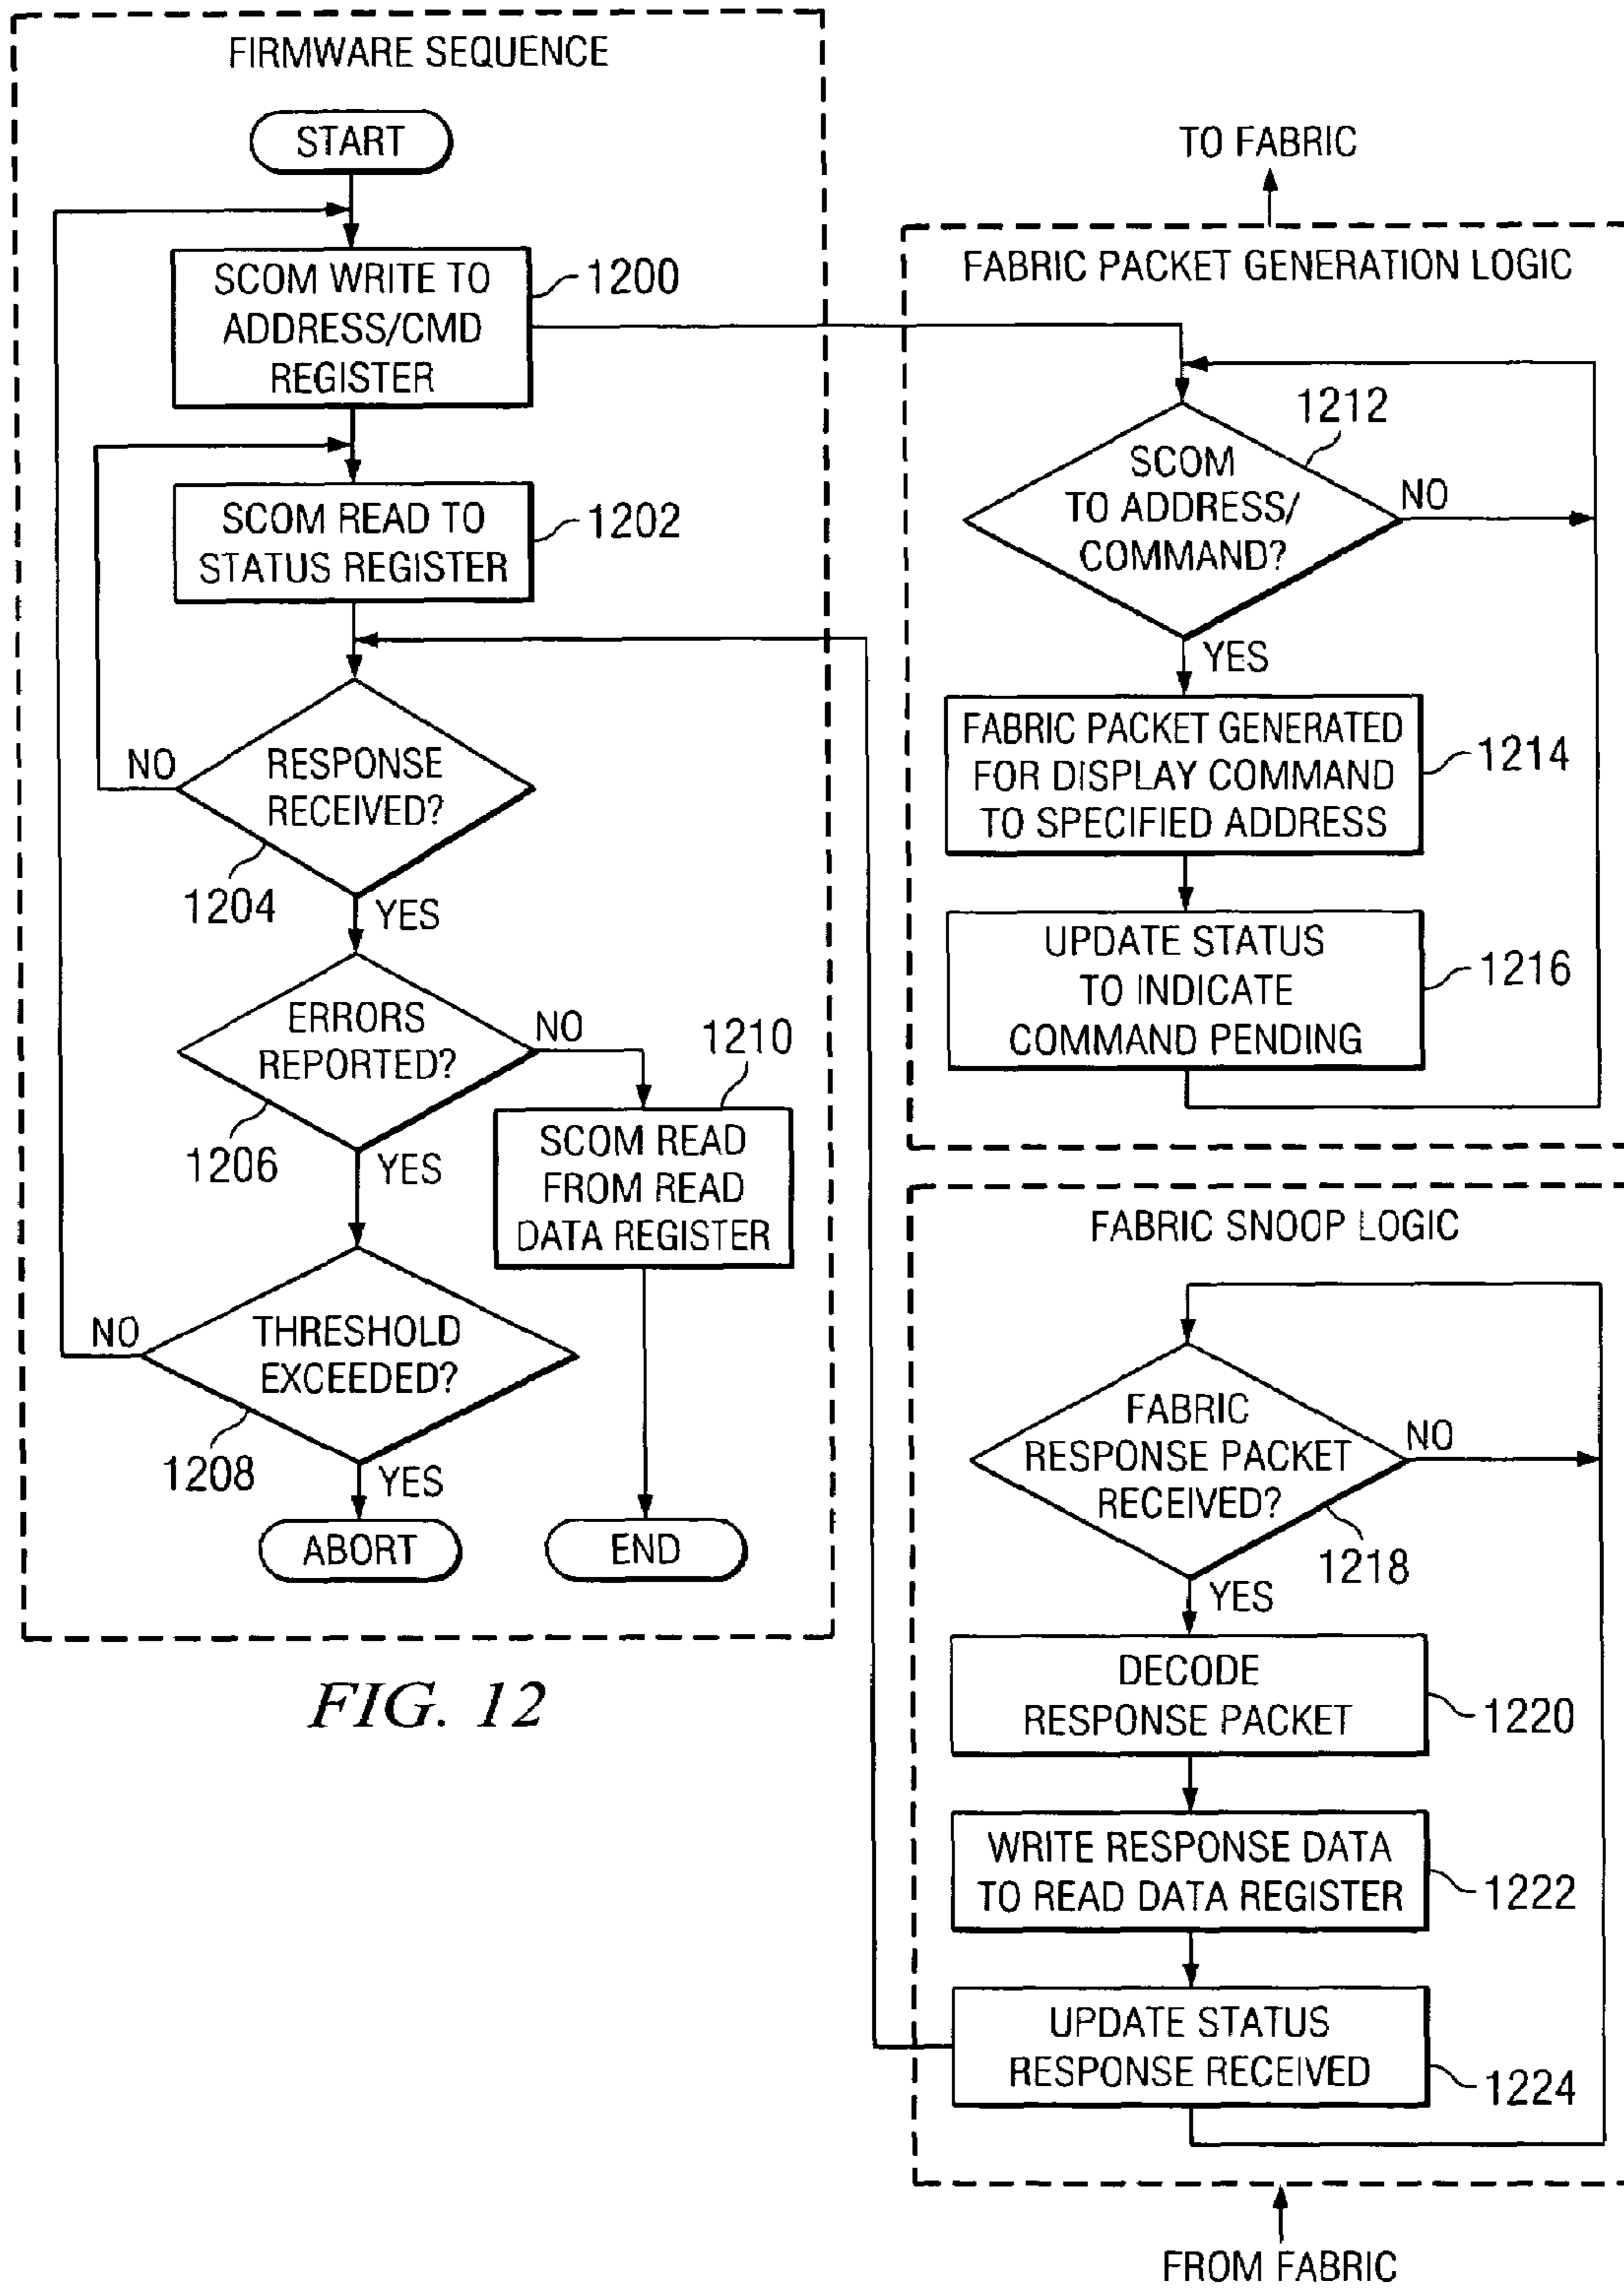 FIRMWARE SEQUENCE
START
SCOM WRITE TO
ADDRESS/CMD
REGISTER
1200
SCOM READ TO
STATUS REGISTER
1202
RESPONSE
RECEIVED?
NO
1204
YES
ERRORS
REPORTED?
NO
1206
YES
1210
SCOM READ
FROM READ
DATA REGISTER
THRESHOLD
EXCEEDED?
NO
1208
YES
ABORT
END
FIG. 12
TO FABRIC
FABRIC PACKET GENERATION LOGIC
1212
SCOM
TO ADDRESS/
COMMAND?
NO
YES
FABRIC PACKET GENERATED
FOR DISPLAY COMMAND
TO SPECIFIED ADDRESS
1214
UPDATE STATUS
TO INDICATE
COMMAND PENDING
1216
FABRIC SNOOP LOGIC
FABRIC
RESPONSE PACKET
RECEIVED?
NO
1218
YES
DECODE
RESPONSE PACKET
1220
WRITE RESPONSE DATA
TO READ DATA REGISTER
1222
UPDATE STATUS
RESPONSE RECEIVED
1224
FROM FABRIC